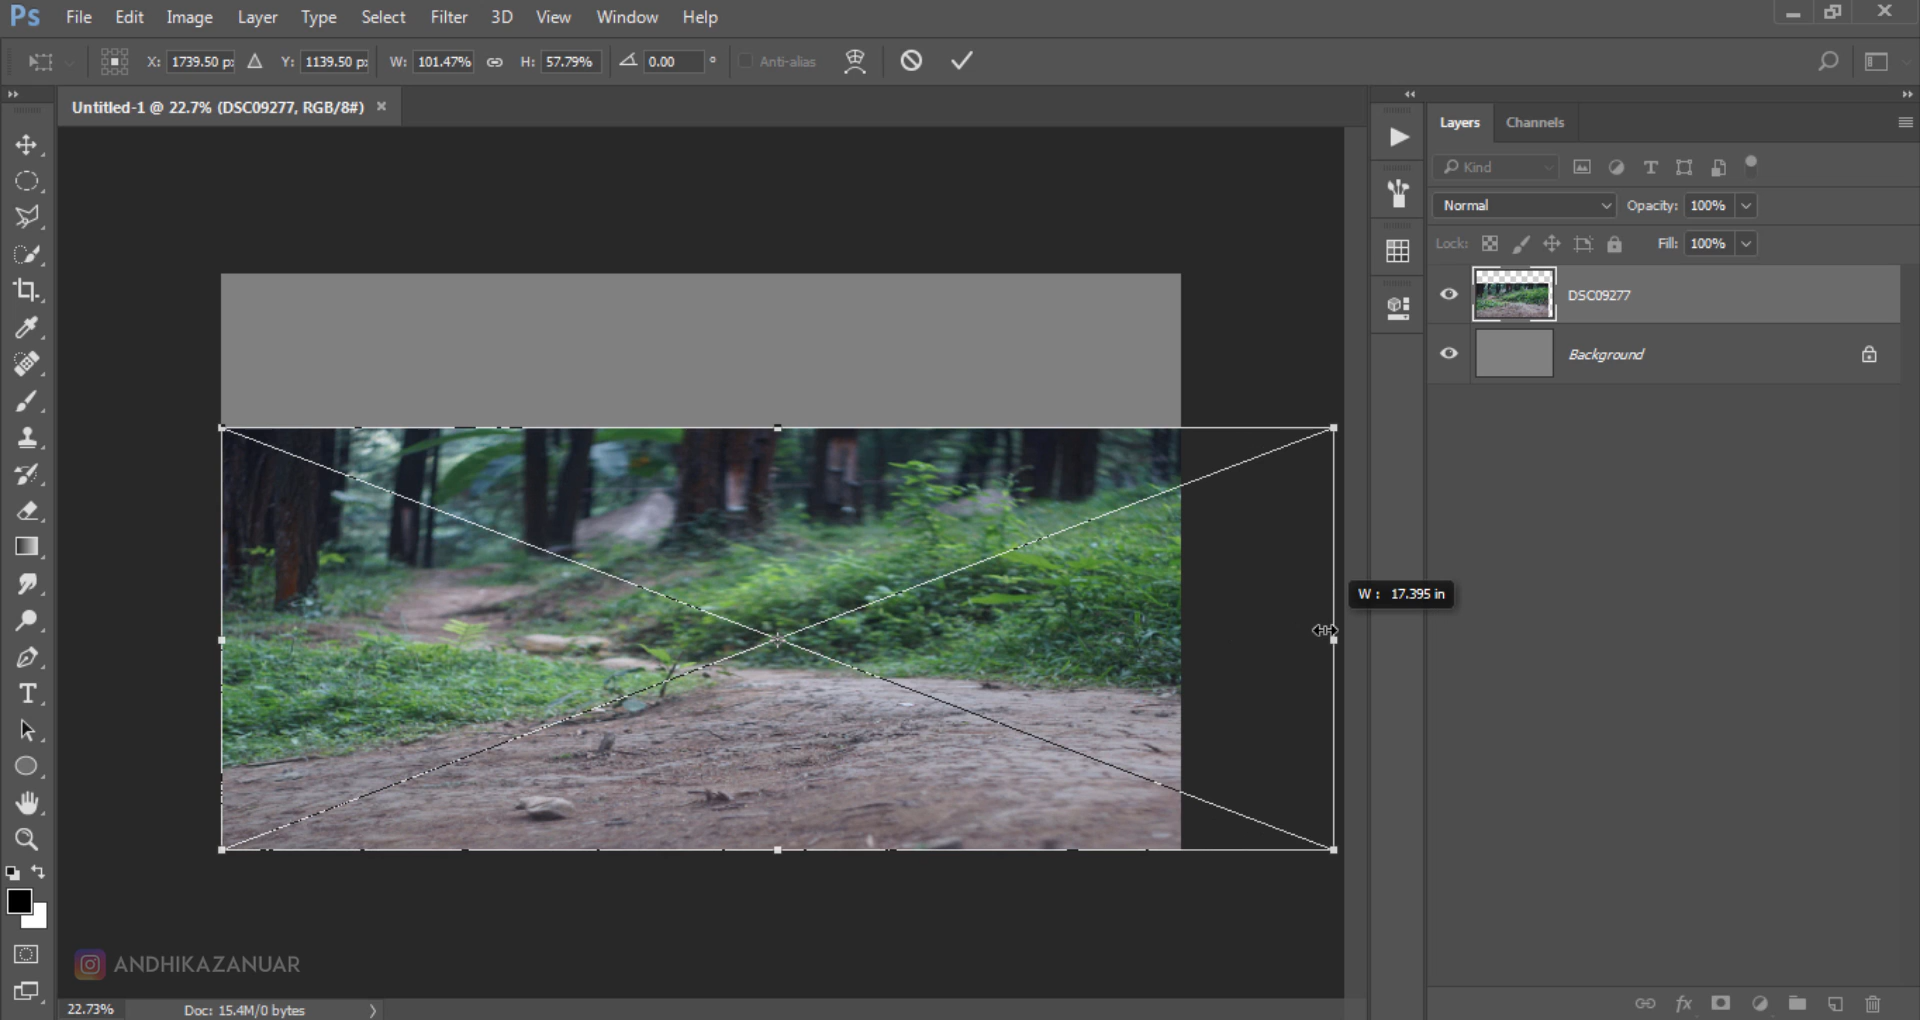 Ps File Edit Image Layer Type Select Filter 3D View Window Help
X: 1739.50 p: Y: 1139.50 p: W: 101.47% H: 57.79% 0.00 ° Anti-alias
Untitled-1 @ 22.7% (DSC09277, RGB/8#) ×
Layers Channels
Kind
Normal Opacity: 100%
Lock: Fill: 100%
DSC09277
Background
W : 17.395 in
ANDHIKAZANUAR
22.73% Doc: 15.4M/0 bytes